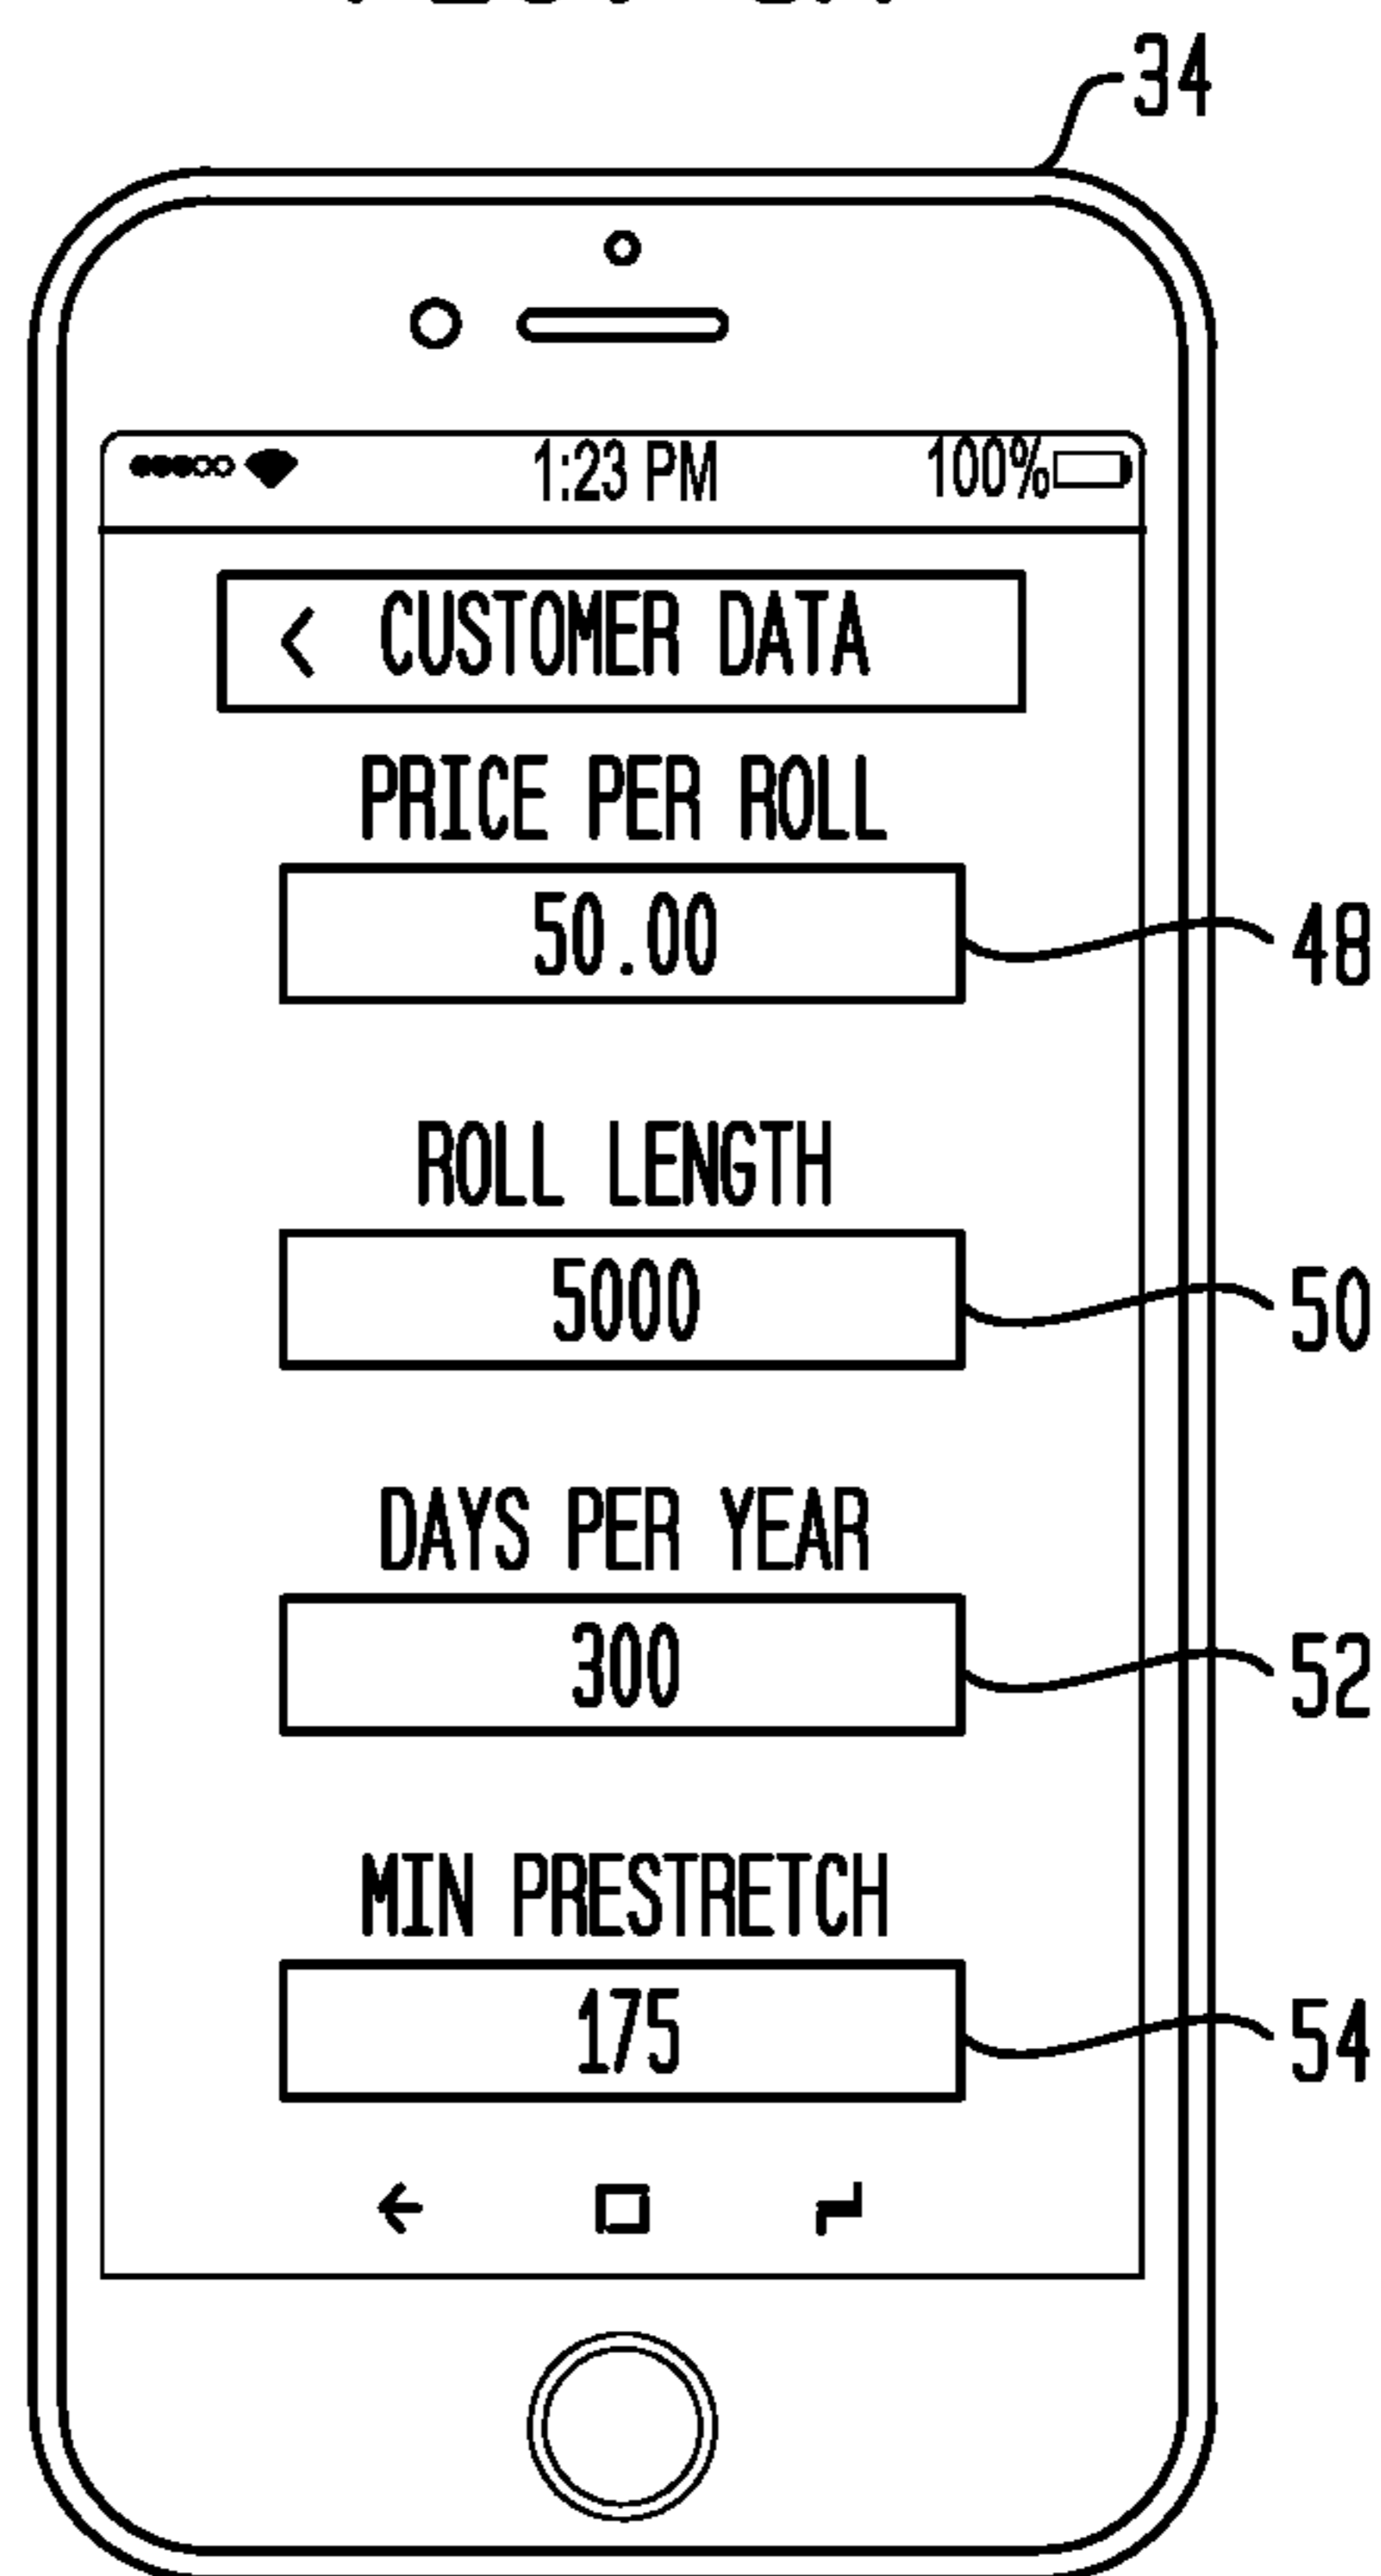 34
1:23 PM 100%
< CUSTOMER DATA
PRICE PER ROLL
50.00
48
ROLL LENGTH
5000
50
DAYS PER YEAR
300
52
MIN PRESTRETCH
175
54